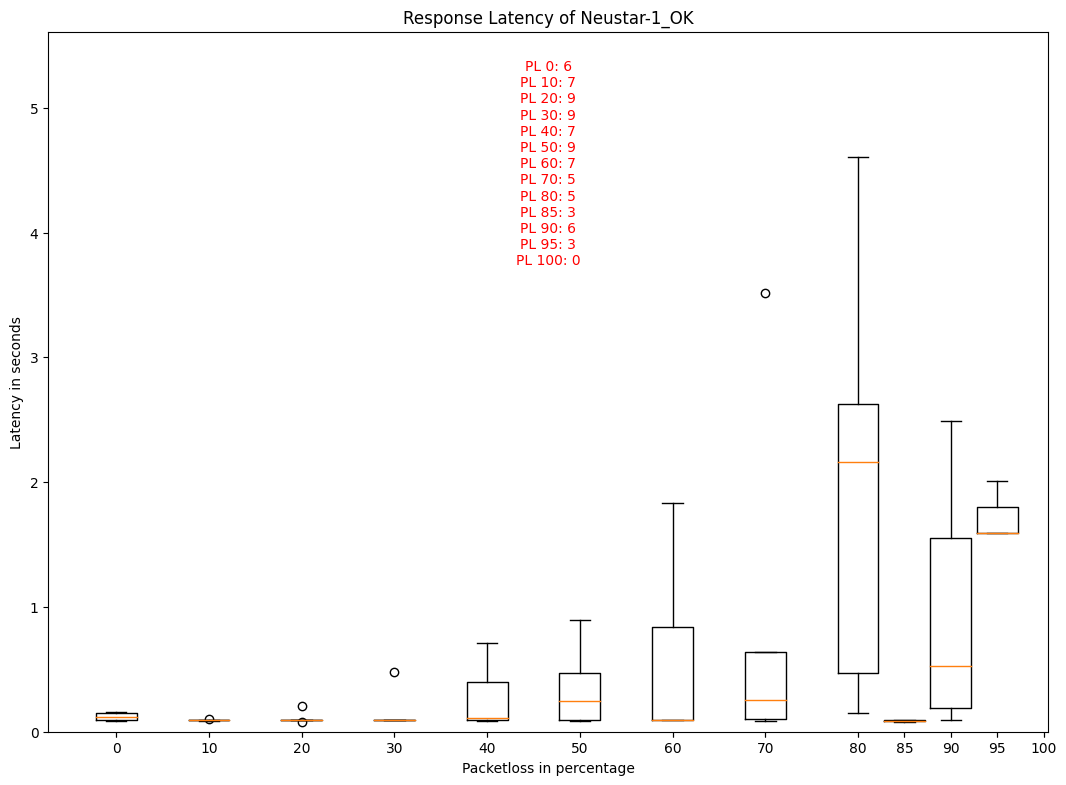 Response Latency of Neustar-1_OK
PL 0: 6
PL 10: 7
PL 20: 9
PL 30: 9
PL 40: 7
PL 50: 9
PL 60: 7
PL 70: 5
PL 80: 5
PL 85: 3
PL 90: 6
PL 95: 3
PL 100: 0
Latency in seconds
5
4
3
2
1
0
0 10 20 30 40 50 60 70 80 85 90 95 100
Packetloss in percentage